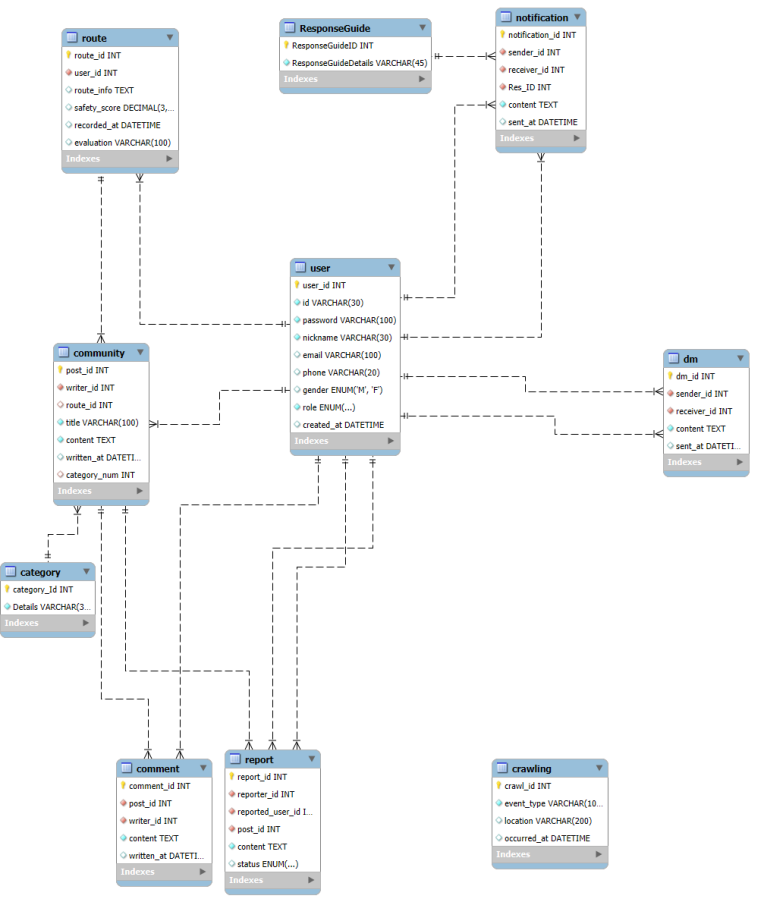 route
route_id INT
user_id INT
route_info TEXT
safety_score DECIMAL(3,...
recorded_at DATETIME
evaluation VARCHAR(100)
Indexes
ResponseGuide
ResponseGuideID INT
ResponseGuideDetails VARCHAR(45)
Indexes
notification
notification_id INT
sender_id INT
receiver_id INT
Res_ID INT
content TEXT
sent_at DATETIME
Indexes
user
user_id INT
id VARCHAR(30)
password VARCHAR(100)
nickname VARCHAR(30)
email VARCHAR(100)
phone VARCHAR(20)
gender ENUM('M', 'F')
role ENUM(...)
created_at DATETIME
Indexes
community
post_id INT
writer_id INT
route_id INT
title VARCHAR(100)
content TEXT
written_at DATETI...
category_num INT
Indexes
dm
dm_id INT
sender_id INT
receiver_id INT
content TEXT
sent_at DATETI...
Indexes
category
category_Id INT
Details VARCHAR(3...
Indexes
comment
comment_id INT
post_id INT
writer_id INT
content TEXT
written_at DATETI...
Indexes
report
report_id INT
reporter_id INT
reported_user_id I...
post_id INT
content TEXT
status ENUM(...)
Indexes
crawling
crawl_id INT
event_type VARCHAR(10...
location VARCHAR(200)
occurred_at DATETIME
Indexes